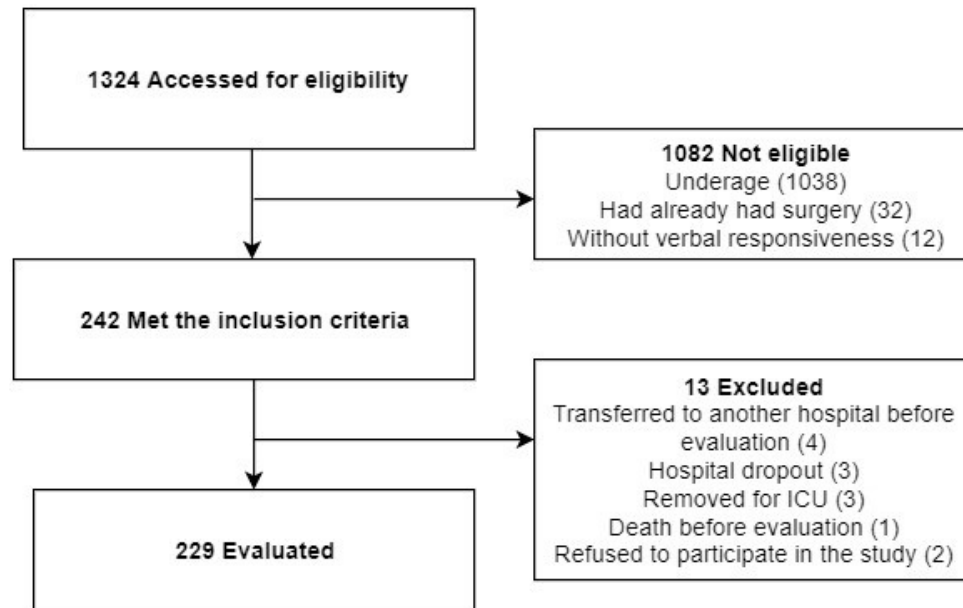 1324 Accessed for eligibility
1082 Not eligible
Underage (1038)
Had already had surgery (32)
Without verbal responsiveness (12)
242 Met the inclusion criteria
13 Excluded
Transferred to another hospital before
evaluation (4)
Hospital dropout (3)
Removed for ICU (3)
Death before evaluation (1)
Refused to participate in the study (2)
229 Evaluated